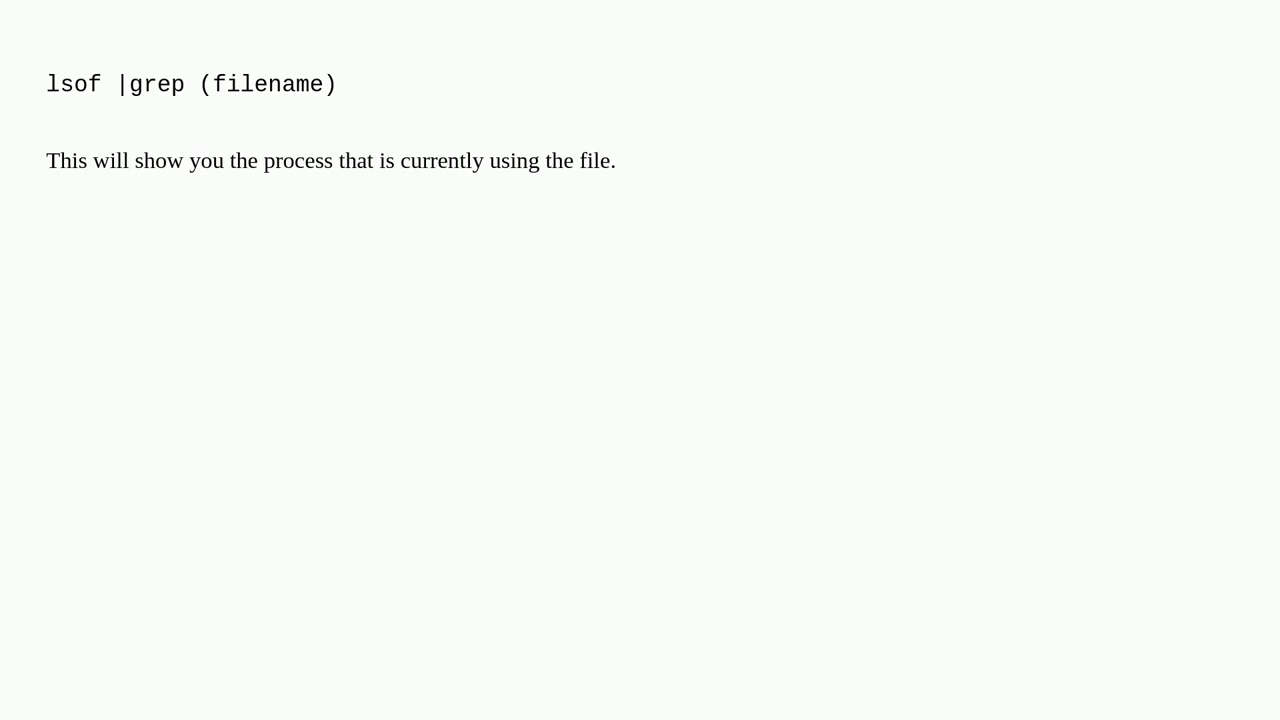 lsof |grep (filename)
This will show you the process that is currently using the file.